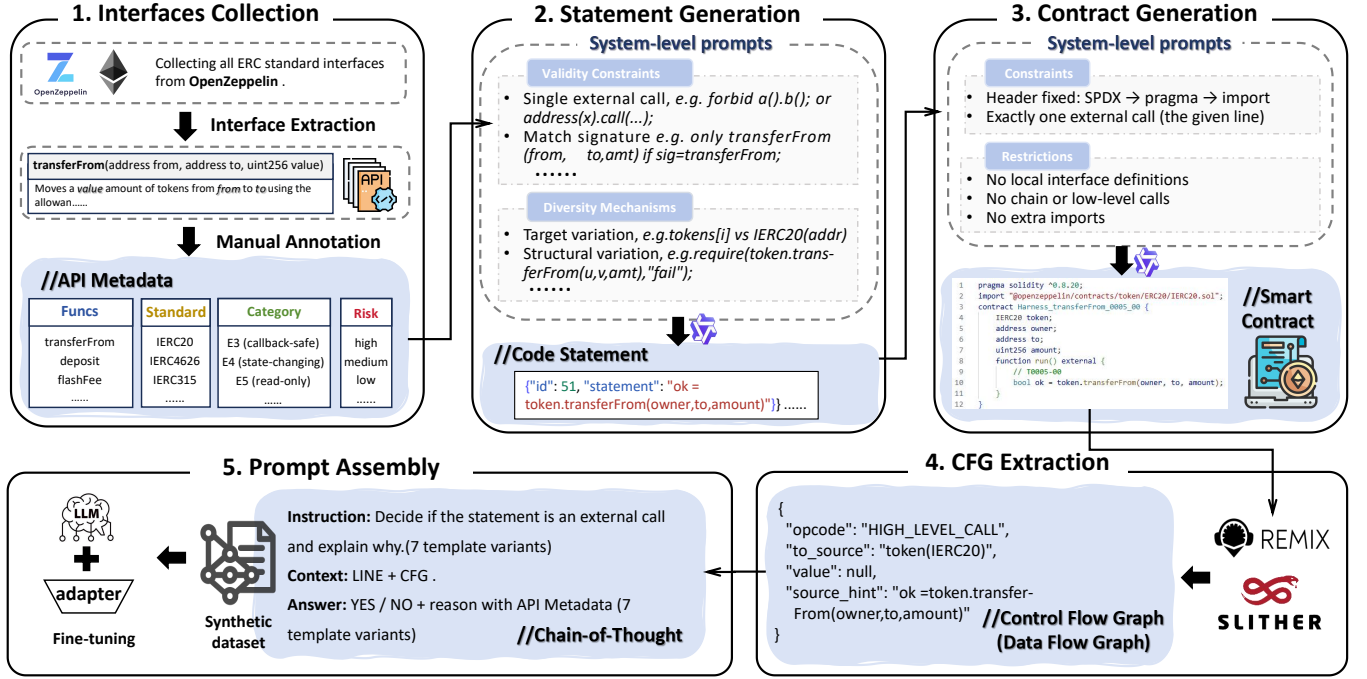 1. Interfaces Collection
OpenZeppelin
Collecting all ERC standard interfaces
from OpenZeppelin .
Interface Extraction
transferFrom(address from, address to, uint256 value)
Moves a value amount of tokens from from to to using the
allowan......
API
Manual Annotation
//API Metadata
Funcs
transferFrom
deposit
flashFee
......
Standard
IERC20
IERC4626
IERC315
......
Category
E3 (callback-safe)
E4 (state-changing)
E5 (read-only)
......
Risk
high
medium
low
......
2. Statement Generation
System-level prompts
Validity Constraints
• Single external call, e.g. forbid a().b(); or
address(x).call(...);
• Match signature e.g. only transferFrom
(from, to,amt) if sig=transferFrom;
......
Diversity Mechanisms
• Target variation, e.g.tokens[i] vs IERC20(addr)
• Structural variation, e.g.require(token.trans-
ferFrom(u,v,amt),"fail");
......
//Code Statement
{"id": 51, "statement": "ok =
token.transferFrom(owner,to,amount)"}} ......
3. Contract Generation
System-level prompts
Constraints
• Header fixed: SPDX → pragma → import
• Exactly one external call (the given line)
Restrictions
• No local interface definitions
• No chain or low-level calls
• No extra imports
1 pragma solidity ^0.8.20;
2 import "@openzeppelin/contracts/token/ERC20/IERC20.sol";
3 contract Harness_transferFrom_0005_00 {
4 IERC20 token;
5 address owner;
6 address to;
7 uint256 amount;
8 function run() external {
9 // T0005-00
10 bool ok = token.transferFrom(owner, to, amount);
11 }
12 }
//Smart
Contract
5. Prompt Assembly
LLM
adapter
Fine-tuning
Synthetic
dataset
Instruction: Decide if the statement is an external call
and explain why.(7 template variants)
Context: LINE + CFG .
Answer: YES / NO + reason with API Metadata (7
template variants)
//Chain-of-Thought
4. CFG Extraction
{
"opcode": "HIGH_LEVEL_CALL",
"to_source": "token(IERC20)",
"value": null,
"source_hint": "ok =token.transfer-
From(owner,to,amount)"
}
//Control Flow Graph
(Data Flow Graph)
REMIX
SLITHER